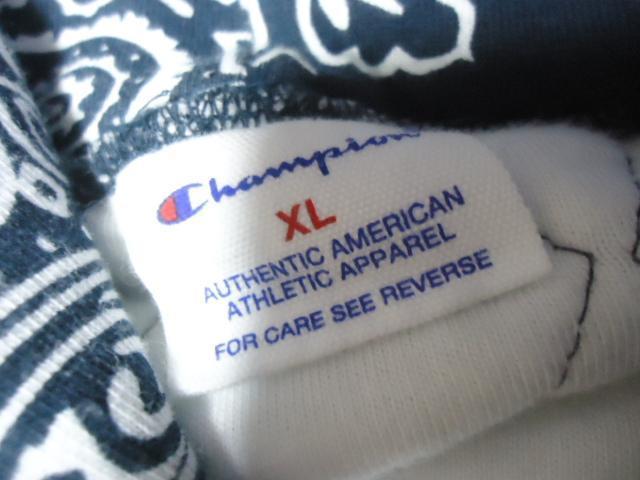 Champion
XL
AUTHENTIC AMERICAN
ATHLETIC APPAREL
FOR CARE SEE REVERSE